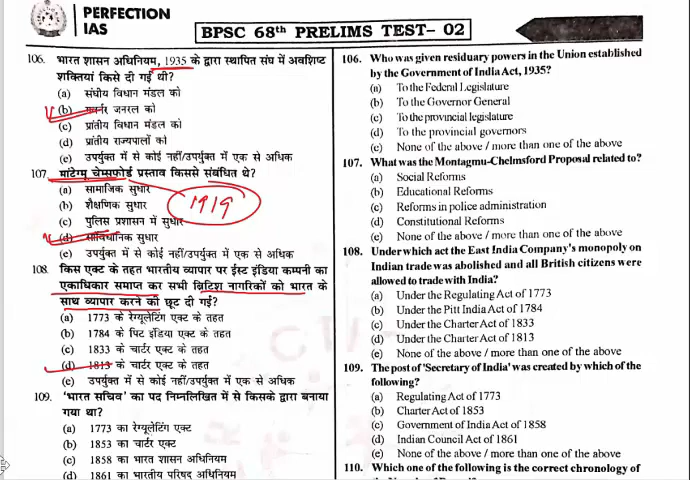 PERFECTION
IAS
BPSC 68th PRELIMS TEST- 02
106. भारत शासन अधिनियम, 1935 के द्वारा स्थापित संघ में अवशिष्ट
शक्तियां किसे दी गई थी?
(a) संघीय विधान मंडल को
(b) गवर्नर जनरल को
(c) प्रांतीय विधान मंडल को
(d) प्रांतीय राज्यपालों को
(e) उपर्युक्त में से कोई नहीं/उपर्युक्त में एक से अधिक
107. मांटेग्यू चेम्सफोर्ड प्रस्ताव किससे संबंधित थे?
(a) सामाजिक सुधार
(b) शैक्षणिक सुधार
(c) पुलिस प्रशासन में सुधार
(d) सांविधानिक सुधार
(e) उपर्युक्त में से कोई नहीं/उपर्युक्त में एक से अधिक
1919
108. किस एक्ट के तहत भारतीय व्यापार पर ईस्ट इंडिया कम्पनी का
एकाधिकार समाप्त कर सभी ब्रिटिश नागरिकों को भारत के
साथ व्यापार करने की छूट दी गई?
(a) 1773 के रेग्यूलेटिंग एक्ट के तहत
(b) 1784 के पिट इंडिया एक्ट के तहत
(c) 1833 के चार्टर एक्ट के तहत
(d) 1813 के चार्टर एक्ट के तहत
(e) उपर्युक्त में से कोई नहीं/उपर्युक्त में एक से अधिक
109. 'भारत सचिव' का पद निम्नलिखित में से किसके द्वारा बनाया
गया था?
(a) 1773 का रेग्यूलेटिंग एक्ट
(b) 1853 का चार्टर एक्ट
(c) 1858 का भारत शासन अधिनियम
(d) 1861 का भारतीय परिषद अधिनियम
106. Who was given residuary powers in the Union established
by the Government of India Act, 1935?
(a) To the Federal Legislature
(b) To the Governor General
(c) To the provincial legislature
(d) To the provincial governors
(e) None of the above / more than one of the above
107. What was the Montagmu-Chelmsford Proposal related to?
(a) Social Reforms
(b) Educational Reforms
(c) Reforms in police administration
(d) Constitutional Reforms
(e) None of the above / more than one of the above
108. Under which act the East India Company's monopoly on
Indian trade was abolished and all British citizens were
allowed to trade with India?
(a) Under the Regulating Act of 1773
(b) Under the Pitt India Act of 1784
(c) Under the Charter Act of 1833
(d) Under the Charter Act of 1813
(e) None of the above / more than one of the above
109. The post of 'Secretary of India' was created by which of the
following?
(a) Regulating Act of 1773
(b) Charter Act of 1853
(c) Government of India Act of 1858
(d) Indian Council Act of 1861
(e) None of the above / more than one of the above
110. Which one of the following is the correct chronology of